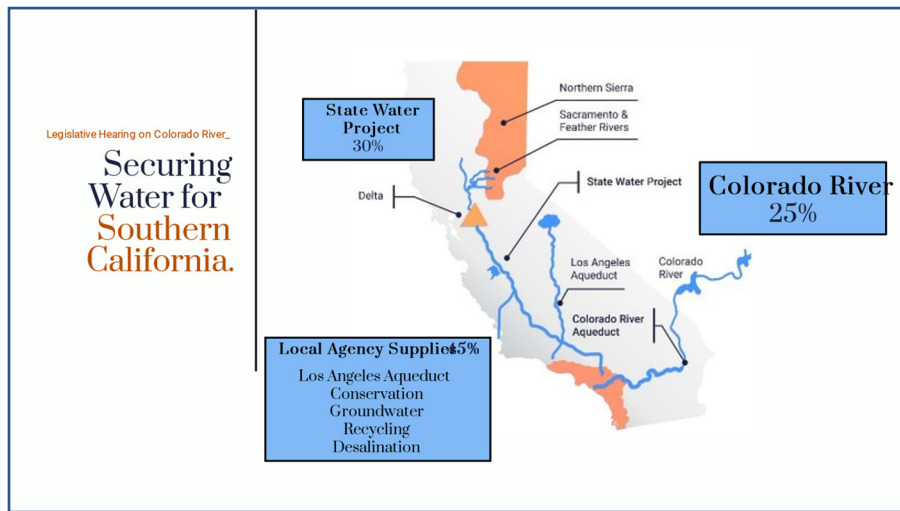 Legislative Hearing on Colorado River_
Securing
Water for
Southern
California.
State Water
Project
30%
Northern Sierra
Sacramento &
Feather Rivers
Delta
State Water Project
Colorado River
25%
Los Angeles
Aqueduct
Colorado
River
Colorado River
Aqueduct
Local Agency Supplies 45%
Los Angeles Aqueduct
Conservation
Groundwater
Recycling
Desalination